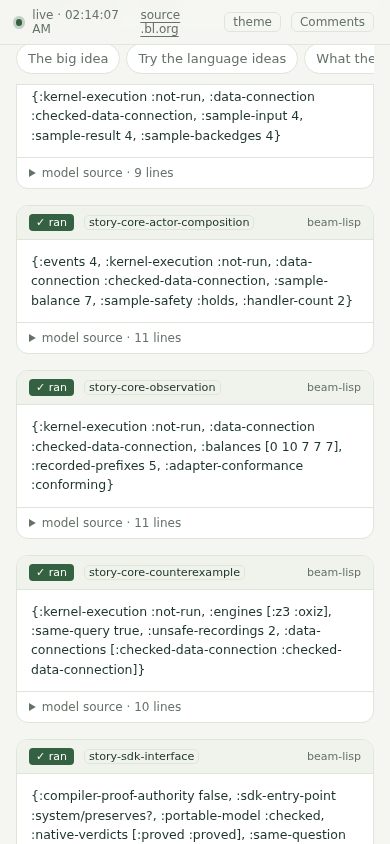 live · 02:14:07 AM
source .bl.org
theme
Comments
The big idea
Try the language ideas
What the
{:kernel-execution :not-run, :data-connection
:checked-data-connection, :sample-input 4,
:sample-result 4, :sample-backedges 4}
▶ model source · 9 lines
✓ ran story-core-actor-composition beam-lisp
{:events 4, :kernel-execution :not-run, :data-
connection :checked-data-connection, :sample-
balance 7, :sample-safety :holds, :handler-count 2}
▶ model source · 11 lines
✓ ran story-core-observation beam-lisp
{:kernel-execution :not-run, :data-connection
:checked-data-connection, :balances [0 10 7 7 7],
:recorded-prefixes 5, :adapter-conformance
:conforming}
▶ model source · 11 lines
✓ ran story-core-counterexample beam-lisp
{:kernel-execution :not-run, :engines [:z3 :oxiz],
:same-query true, :unsafe-recordings 2, :data-
connections [:checked-data-connection :checked-
data-connection]}
▶ model source · 10 lines
✓ ran story-sdk-interface beam-lisp
{:compiler-proof-authority false, :sdk-entry-point
:system/preserves?, :portable-model :checked,
:native-verdicts [:proved :proved], :same-question